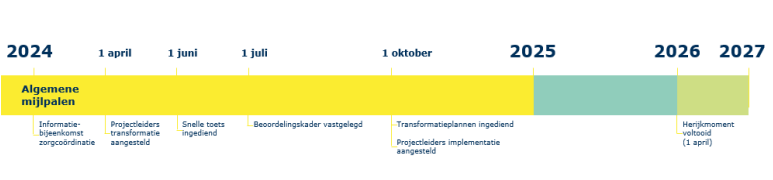 2024
1 april
1 juni
1 juli
1 oktober
2025
2026
2027
Algemene
mijlpalen
Informatie-
bijeenkomst
zorgcoördinatie
Projectleiders
transformatie
aangesteld
Snelle toets
ingediend
Beoordelingskader vastgelegd
Transformatieplannen ingediend
Projectleiders implementatie
aangesteld
Herijkmoment
voltooid
(1 april)